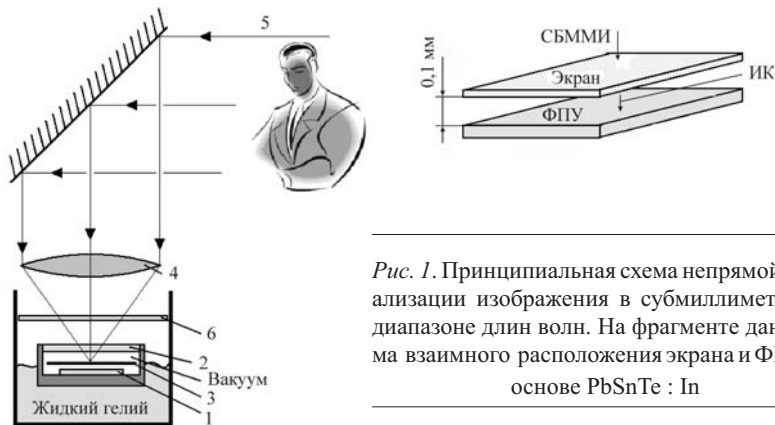 5
СБММИ
Экран
ИК
0,1 мм
ФПУ
4
6
2
Вакуум
3
1
Жидкий гелий
Рис. 1. Принципиальная схема непрямой
ализации изображения в субмиллимет
диапазоне длин волн. На фрагменте дан
ма взаимного расположения экрана и Ф
основе PbSnTe : In